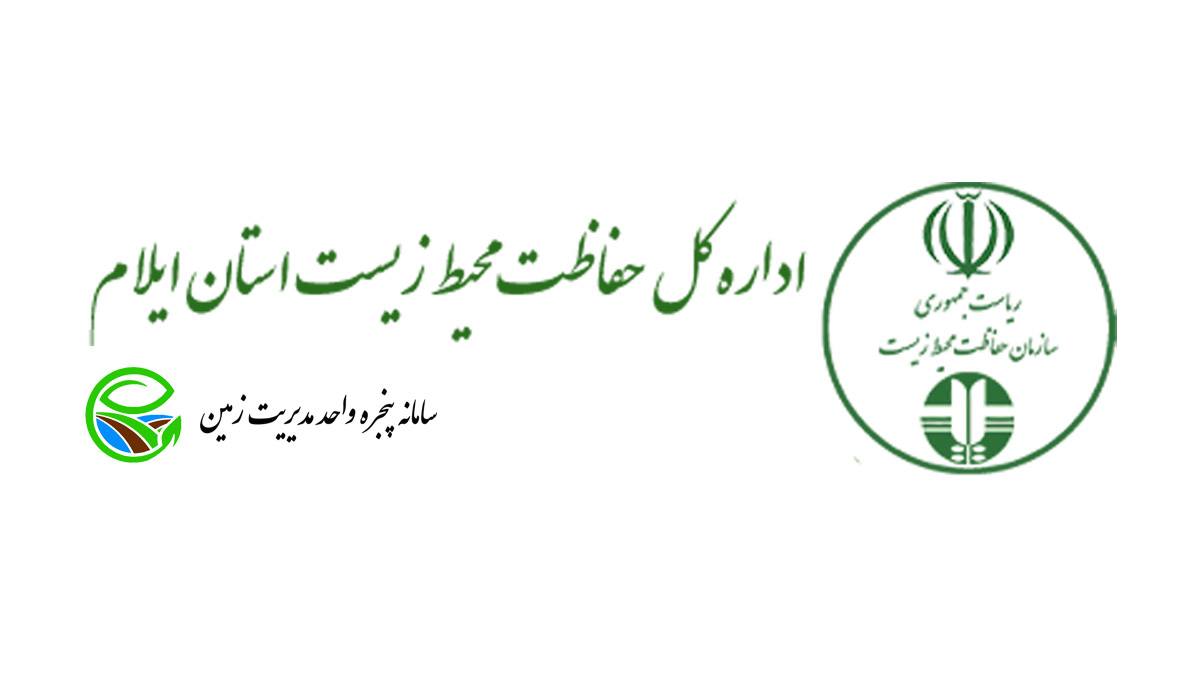 اداره کل حفاظت محیط زیست استان ایلام
ریاست جمهوری
سازمان حفاظت محیط زیست
سامانه پنجره واحد مدیریت زمین